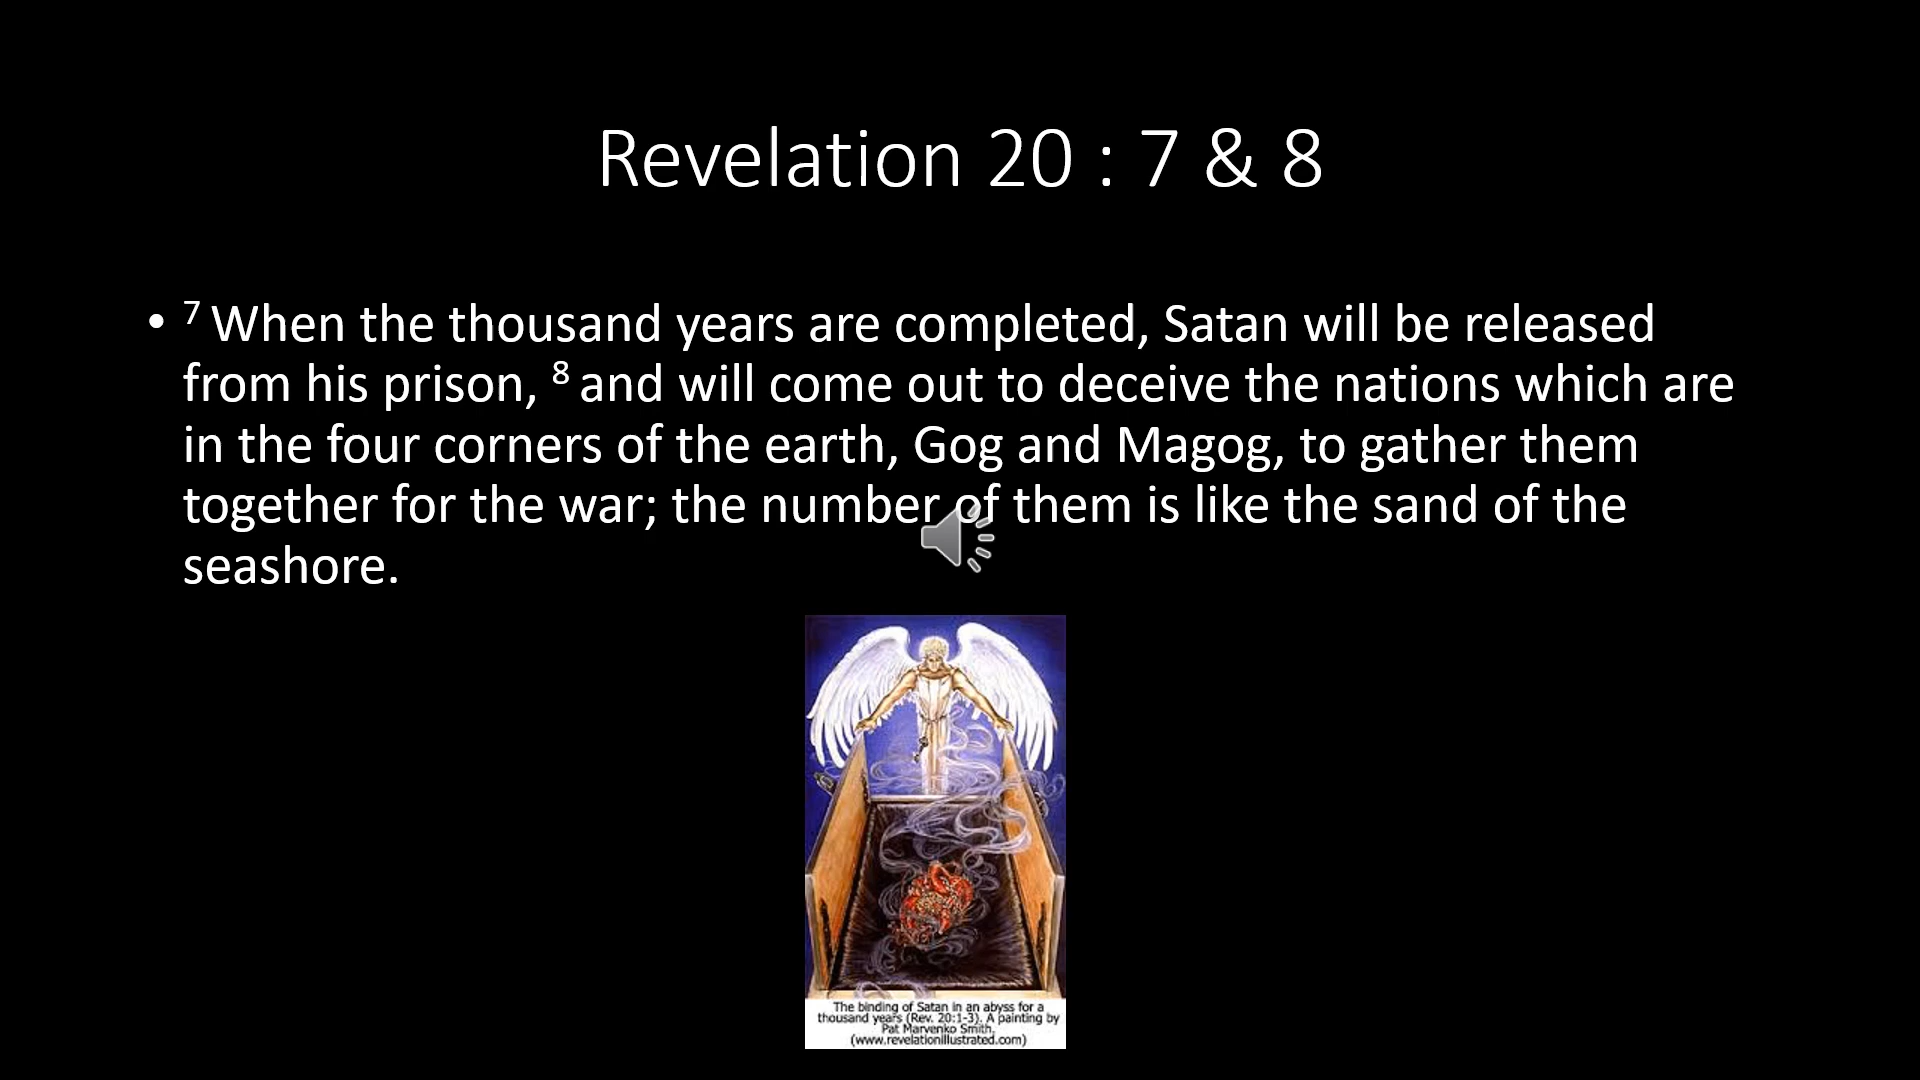 Revelation 20 : 7 & 8
• ⁷ When the thousand years are completed, Satan will be released
from his prison, ⁸ and will come out to deceive the nations which are
in the four corners of the earth, Gog and Magog, to gather them
together for the war; the number of them is like the sand of the
seashore.
The binding of Satan in an abyss for a
thousand years (Rev. 20:1-3). A painting by
Pat Marvenko Smith.
(www.revelationillustrated.com)